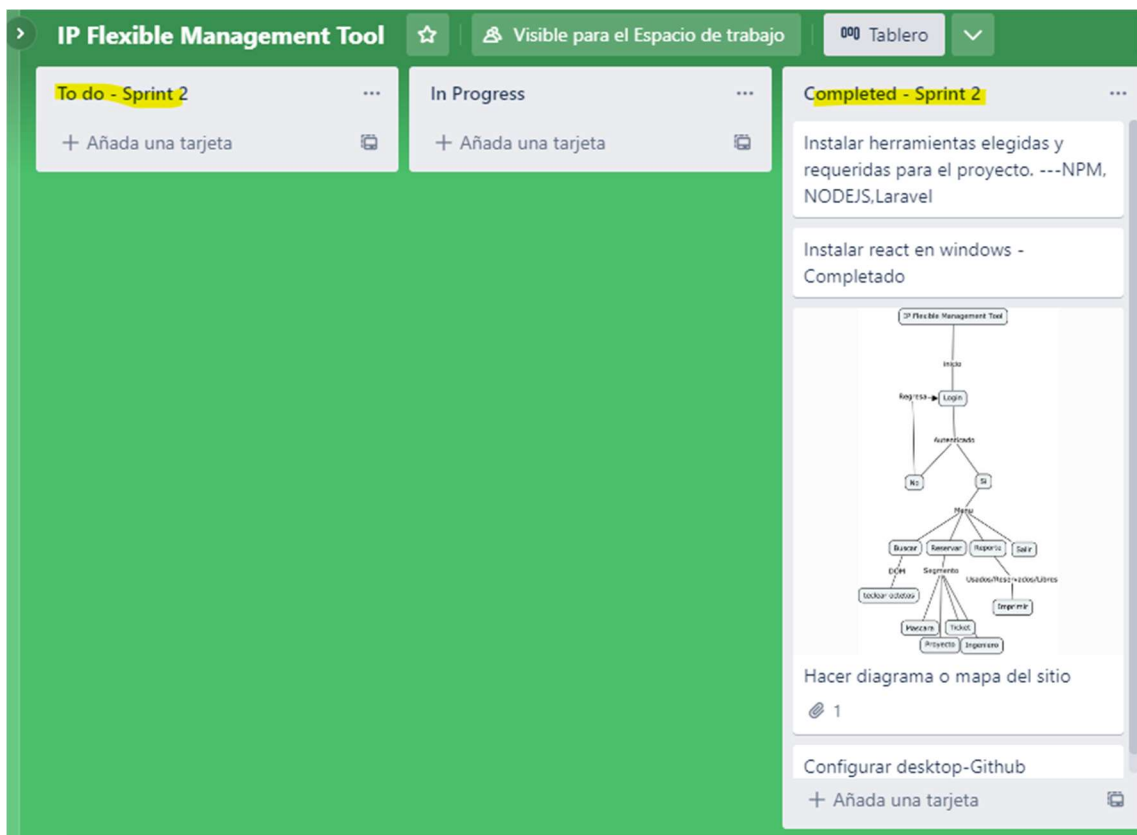 IP Flexible Management Tool
Visible para el Espacio de trabajo
Tablero
To do - Sprint 2
+ Añada una tarjeta
In Progress
+ Añada una tarjeta
Completed - Sprint 2
Instalar herramientas elegidas y
requeridas para el proyecto. ---NPM,
NODEJS,Laravel
Instalar react en windows -
Completado
IP Flexible Management Tool
Inicio
Regresa
Login
Autenticado
No
Si
Menu
Buscar
Reservar
Reporte
Salir
DOM
Segmento
Usados/Reservados/Libres
teclear octetos
Imprimir
Mascara
Ticket
Proyecto
Ingeniero
Hacer diagrama o mapa del sitio
1
Configurar desktop-Github
+ Añada una tarjeta